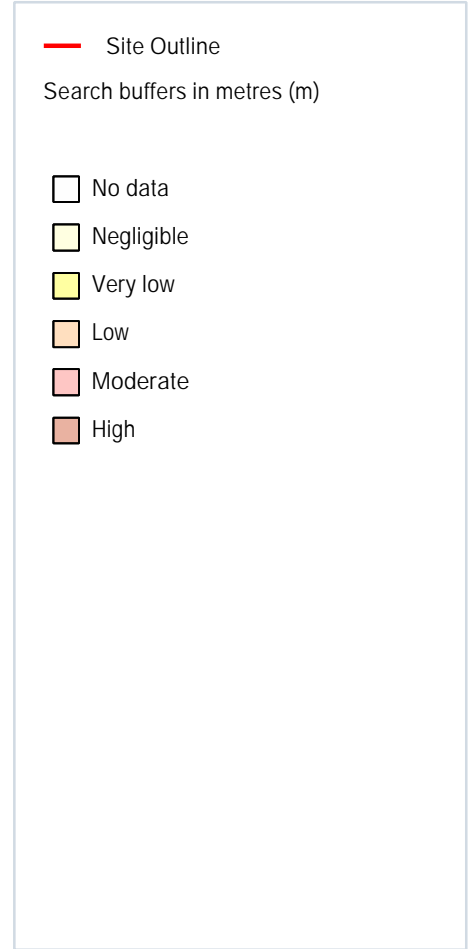 Site Outline
Search buffers in metres (m)
No data
Negligible
Very low
Low
Moderate
High